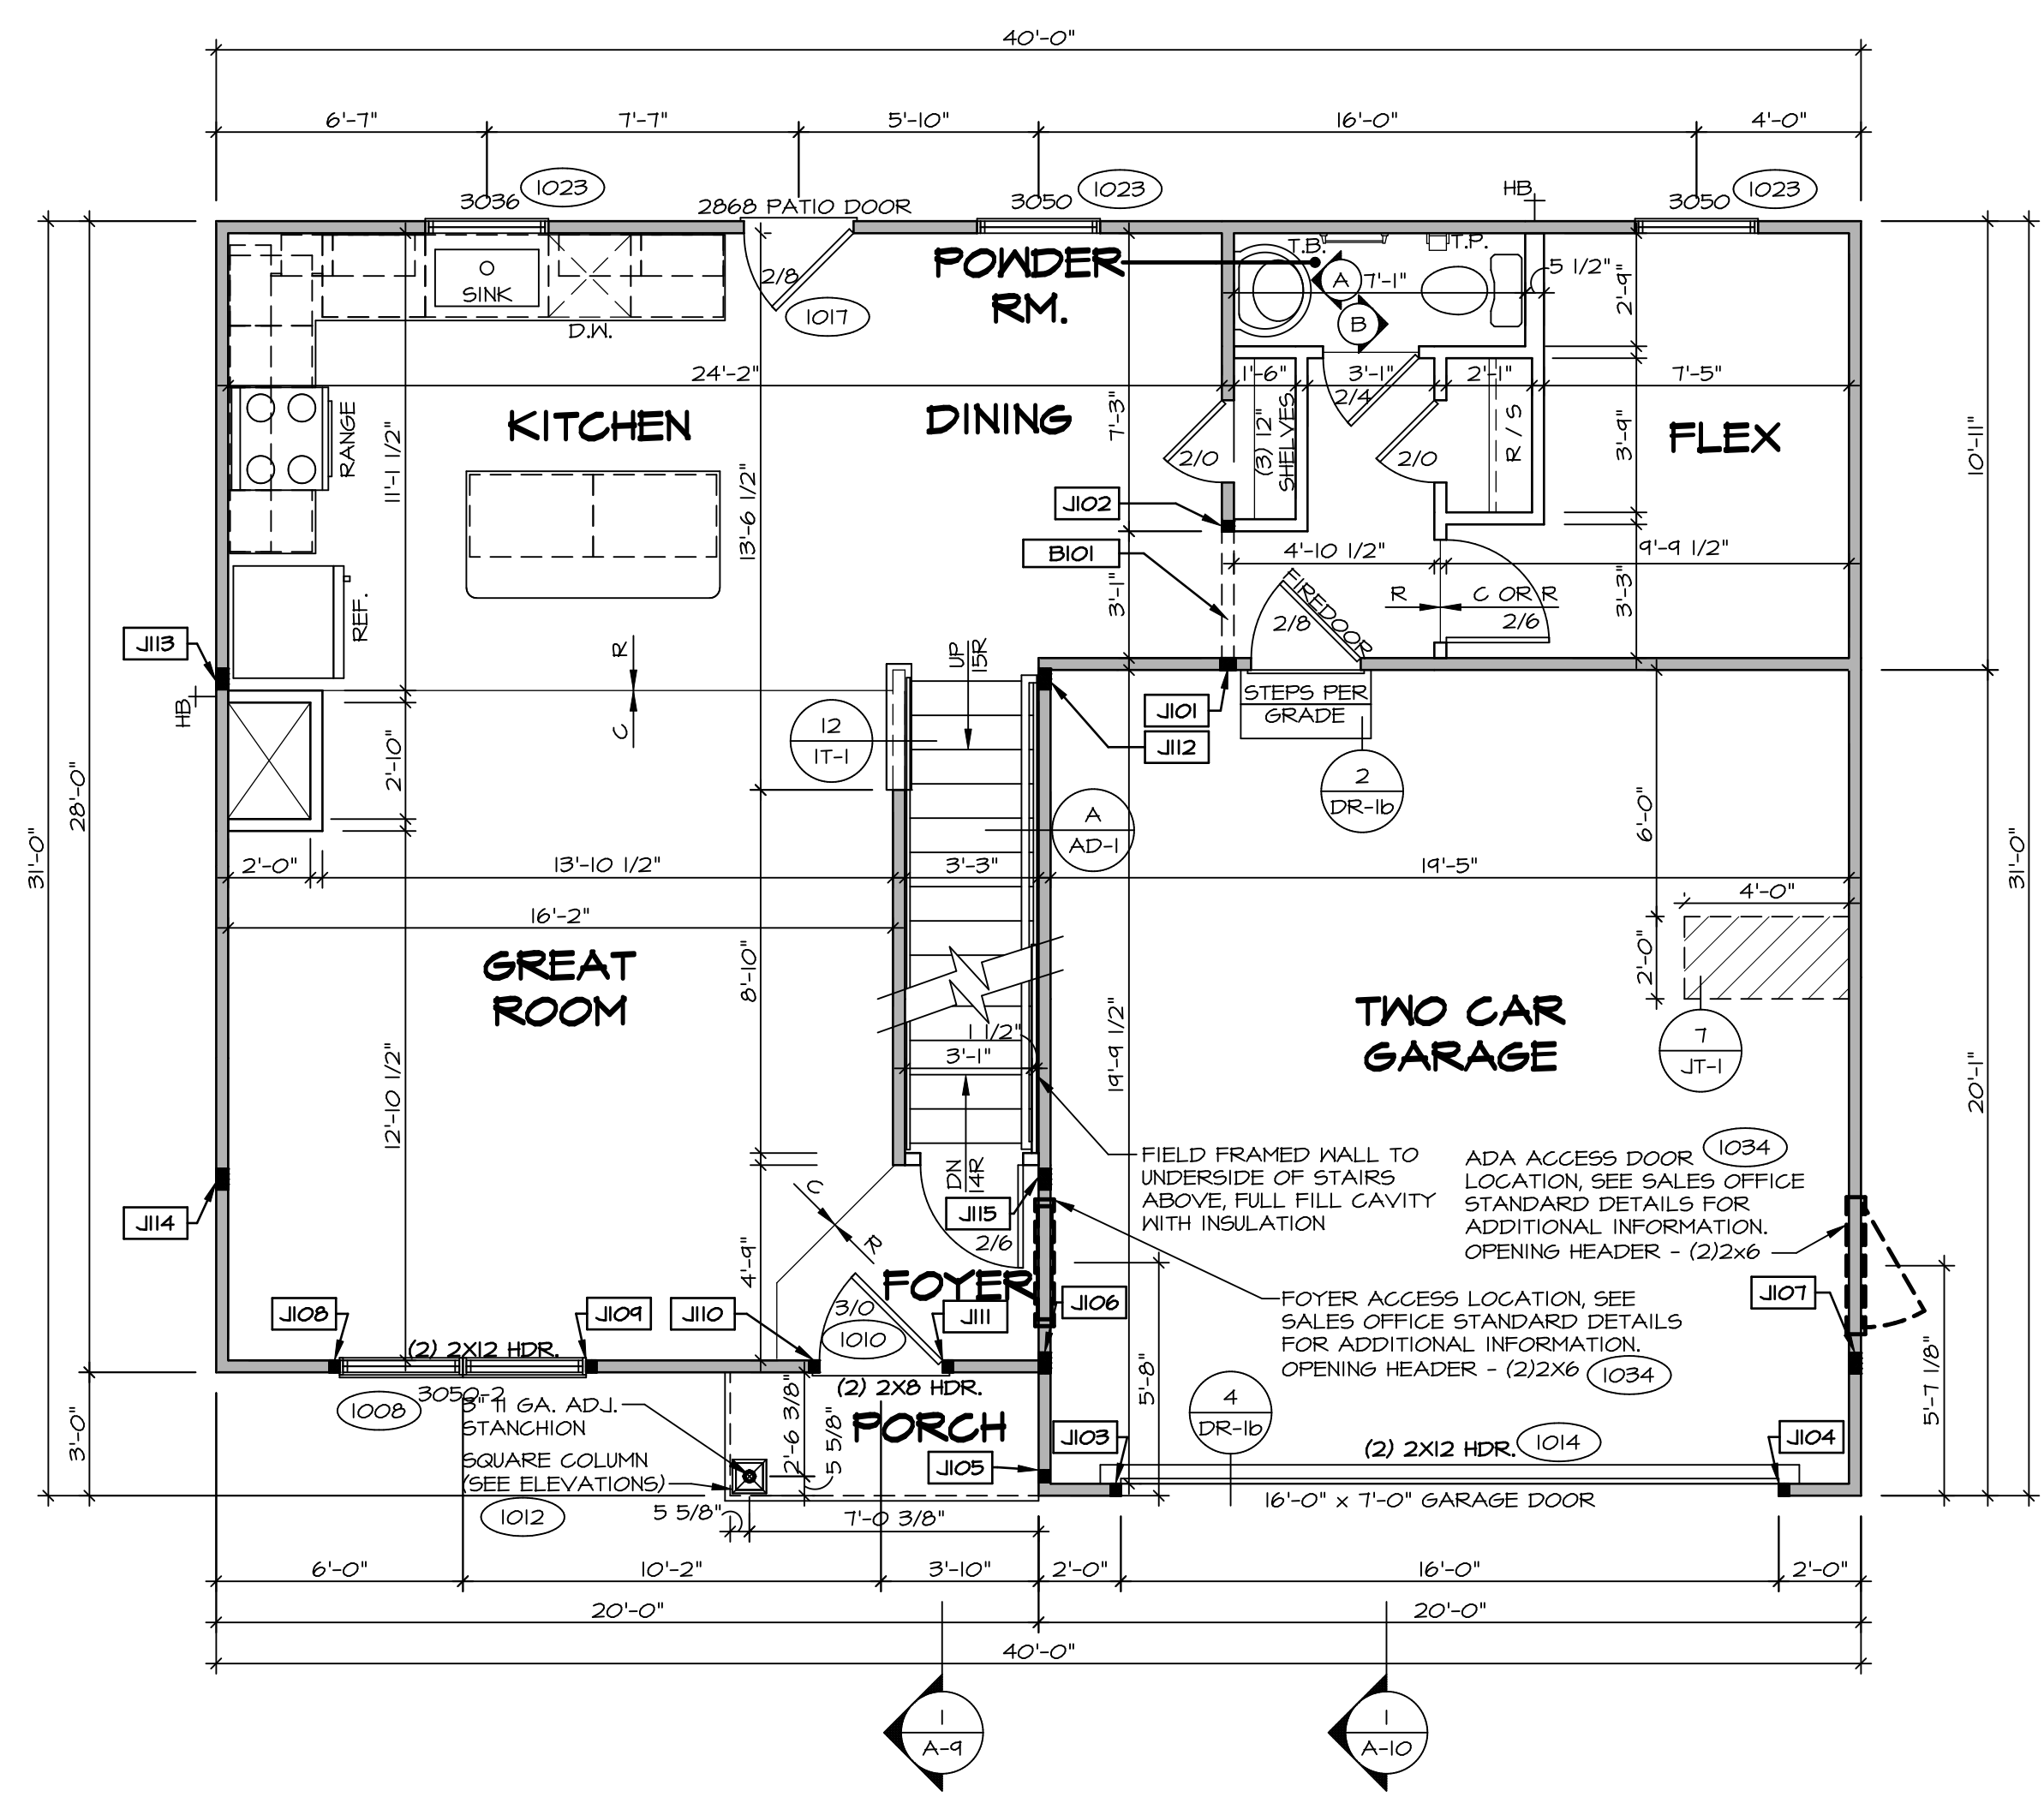 40'-0"
6'-7"
7'-7"
5'-10"
16'-0"
4'-0"
3036
1023
2868 PATIO DOOR
3050
1023
HB
3050
1023
SINK
D.W.
2/8
1017
POWDER
RM.
T.B.
T.P.
A
7'-1"
5 1/2"
B
2'-9"
24'-2"
1'-6"
3'-1"
2'-1"
7'-5"
2/4
RANGE
KITCHEN
DINING
FLEX
11'-1 1/2"
13'-6 1/2"
7'-3"
2/0
(3) 12"
SHELVES
2/0
R / S
3'-9"
10'-11"
J102
B101
4'-10 1/2"
9'-9 1/2"
REF.
3'-1"
FIREDOOR
2/8
R
C OR R
2/6
3'-3"
J113
HB
R
C
UP
15R
STEPS PER
GRADE
J101
J112
12
1T-1
2
DR-1b
31'-0"
28'-0"
2'-10"
A
AD-1
6'-0"
31'-0"
2'-0"
13'-10 1/2"
3'-3"
19'-5"
4'-0"
16'-2"
GREAT
ROOM
8'-10"
2'-0"
1 1/2"
3'-1"
19'-9 1/2"
TWO CAR
GARAGE
7
JT-1
20'-1"
12'-10 1/2"
DN
14R
FIELD FRAMED WALL TO
UNDERSIDE OF STAIRS
ABOVE, FULL FILL CAVITY
WITH INSULATION
1034
ADA ACCESS DOOR
LOCATION, SEE SALES OFFICE
STANDARD DETAILS FOR
ADDITIONAL INFORMATION.
OPENING HEADER - (2)2x6
J114
C
R
J115
2/6
4'-9"
FOYER
J108
J109
J110
3/0
1010
J111
J106
J107
FOYER ACCESS LOCATION, SEE
SALES OFFICE STANDARD DETAILS
FOR ADDITIONAL INFORMATION.
OPENING HEADER - (2)2X6
1034
(2) 2X12 HDR.
3050-2
1008
3" 11 GA. ADJ.
STANCHION
(2) 2X8 HDR.
PORCH
5'-8"
5'-7 1/8"
4
DR-1b
3'-0"
2'-6 3/8"
5 5/8"
J103
(2) 2X12 HDR.
1014
J104
J105
SQUARE COLUMN
(SEE ELEVATIONS)
1012
16'-0" x 7'-0" GARAGE DOOR
5 5/8"
7'-0 3/8"
6'-0"
10'-2"
3'-10"
2'-0"
16'-0"
2'-0"
20'-0"
20'-0"
40'-0"
1
A-9
1
A-10